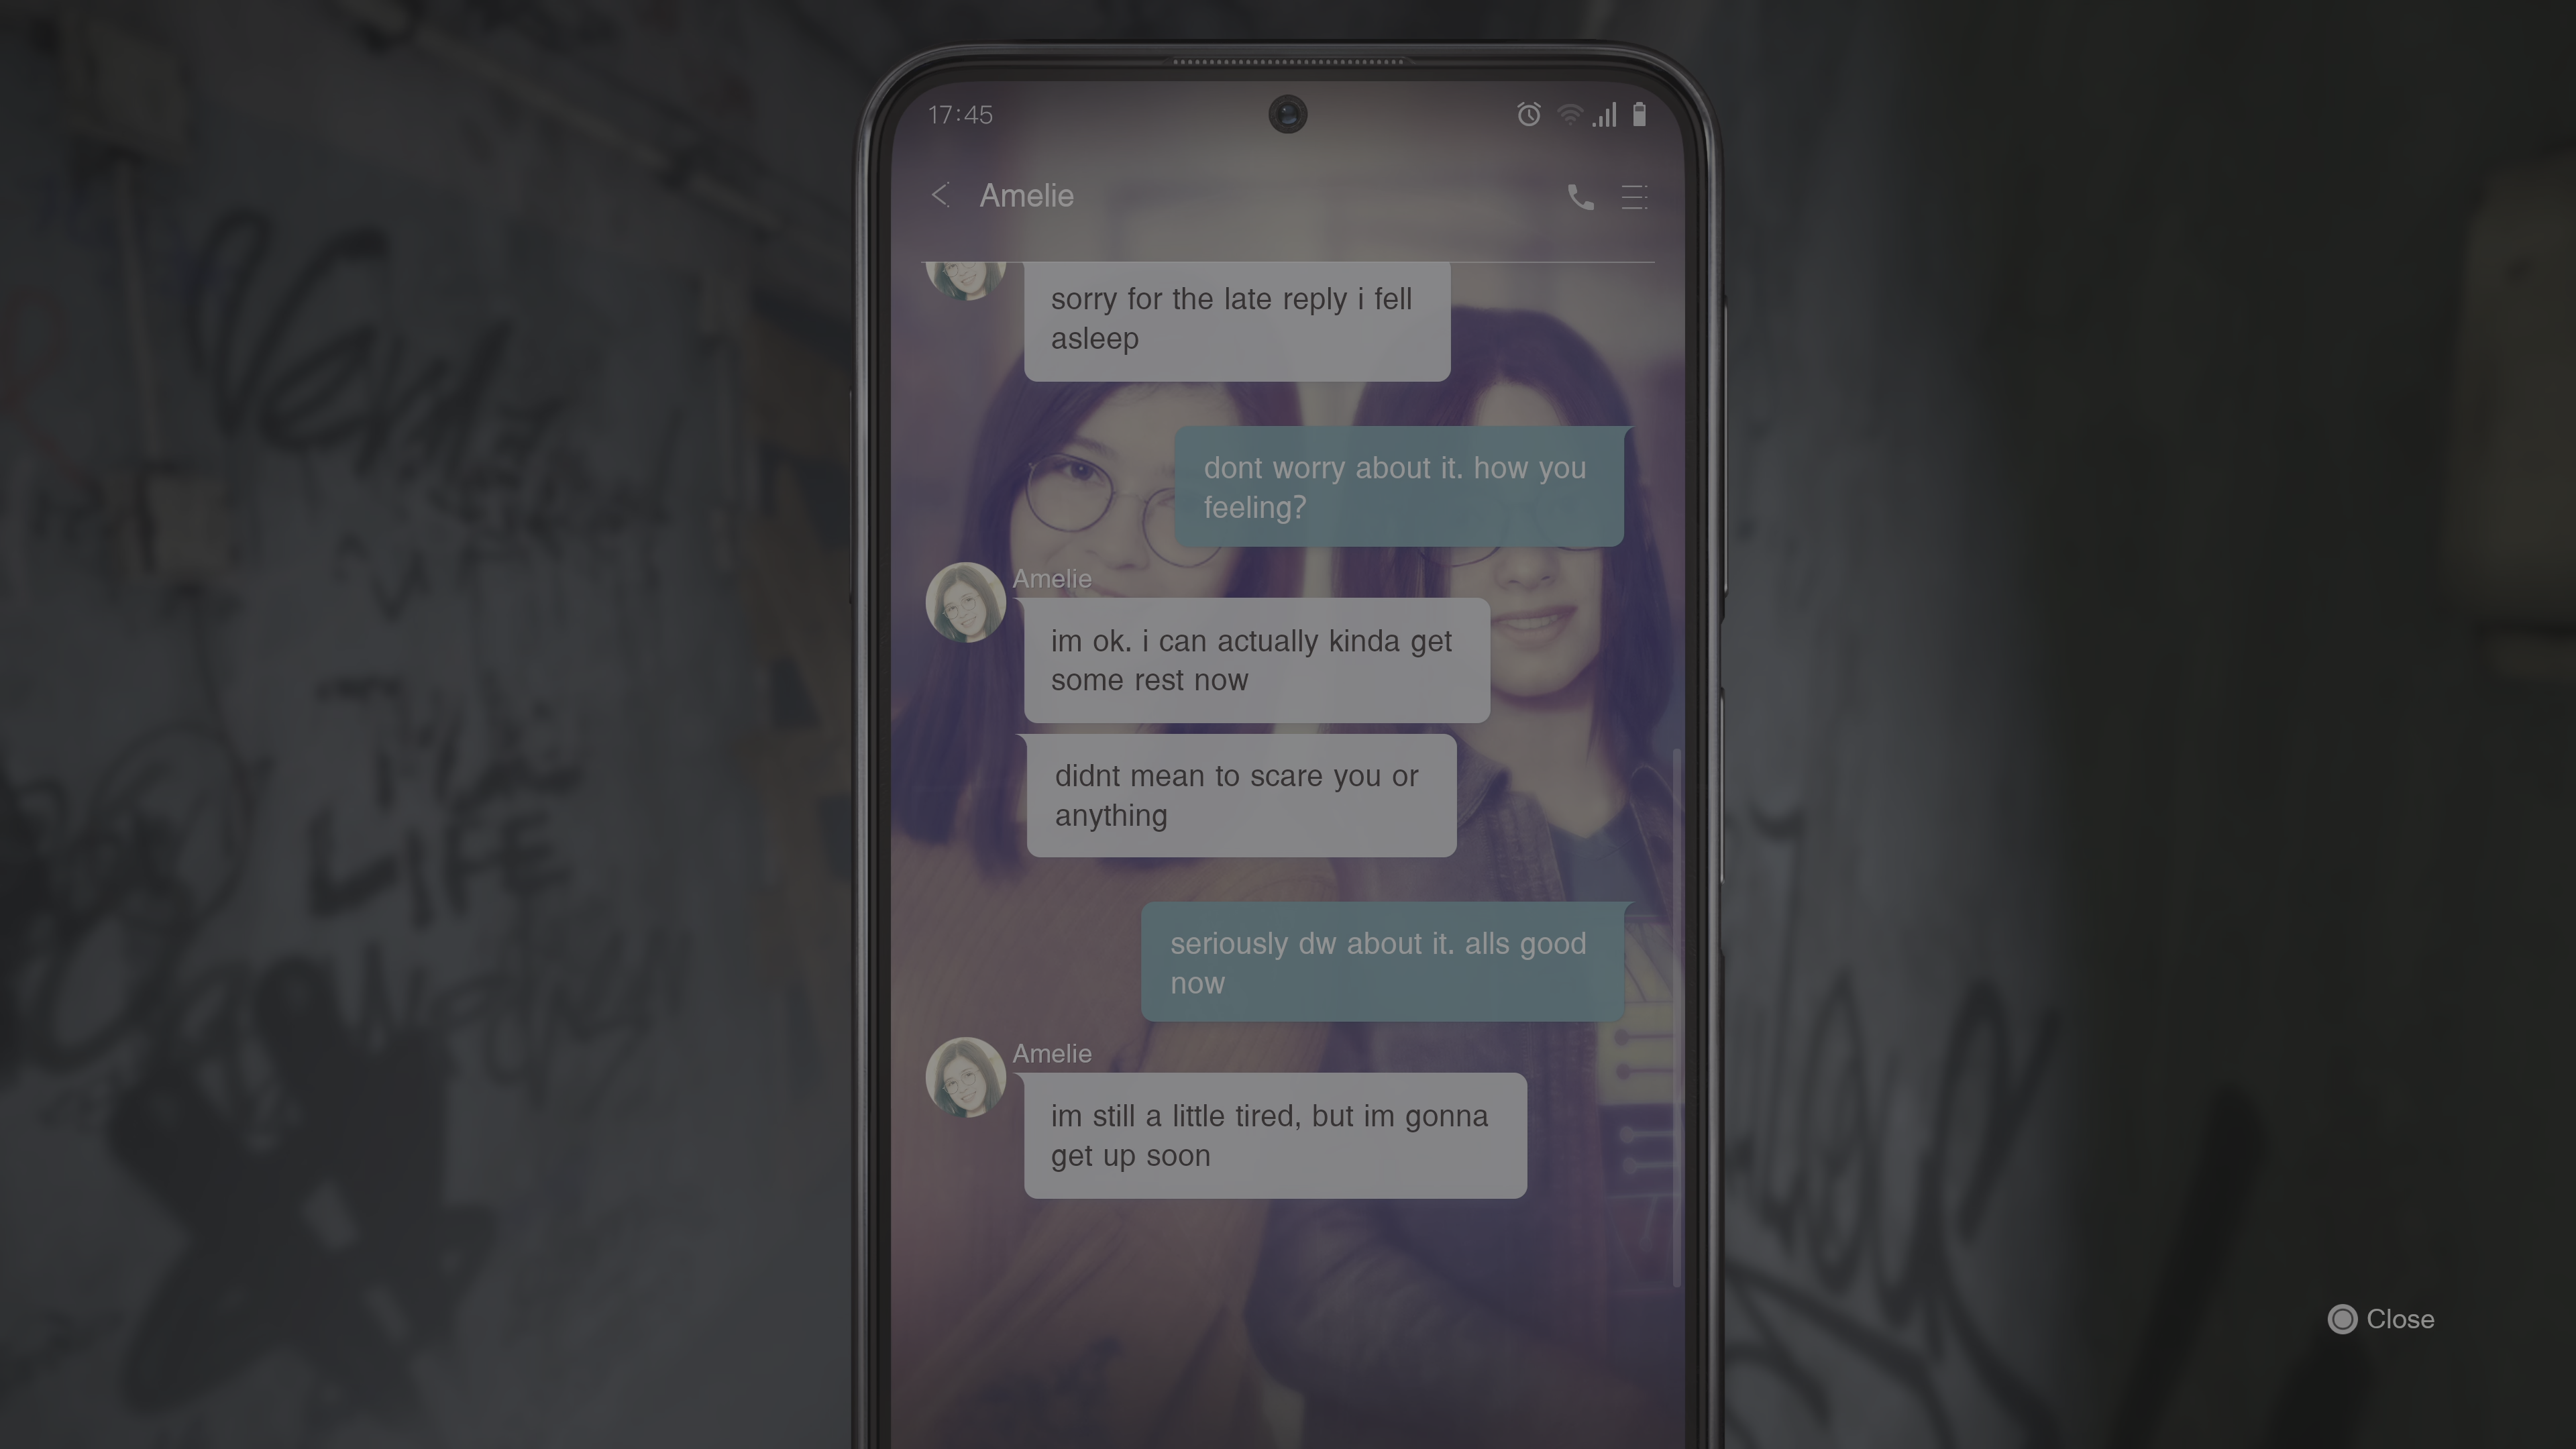 17:45
Amelie
sorry for the late reply i fell
asleep
dont worry about it. how you
feeling?
Amelie
im ok. i can actually kinda get
some rest now
didnt mean to scare you or
anything
seriously dw about it. alls good
now
Amelie
im still a little tired, but im gonna
get up soon
Close
THE
LIFE